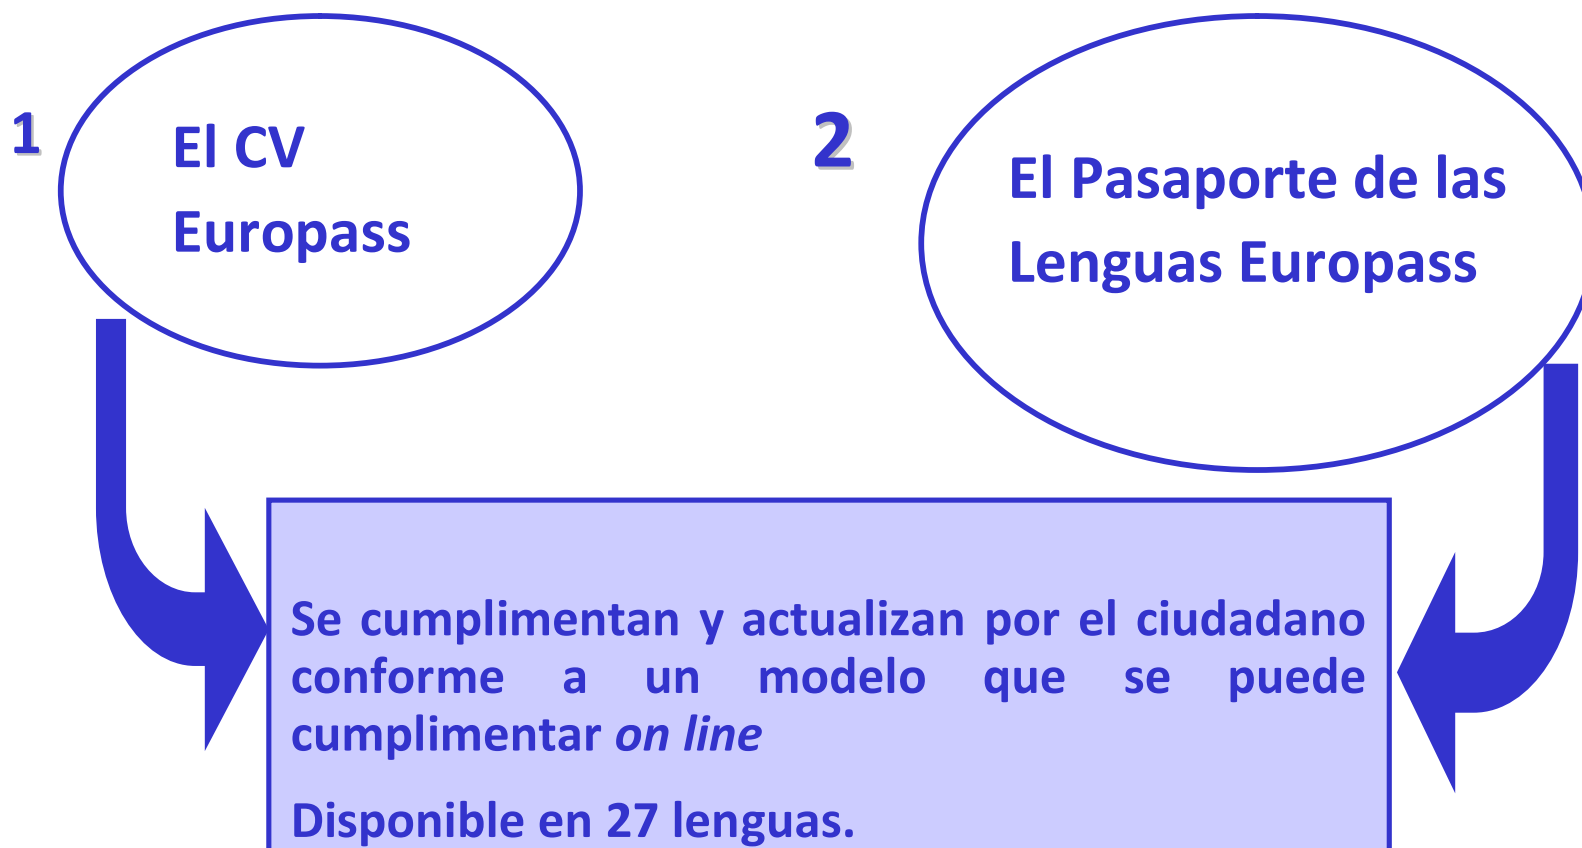 1
El CV
Europass
2
El Pasaporte de las
Lenguas Europass
Se cumplimentan y actualizan por el ciudadano
conforme a un modelo que se puede
cumplimentar on line
Disponible en 27 lenguas.